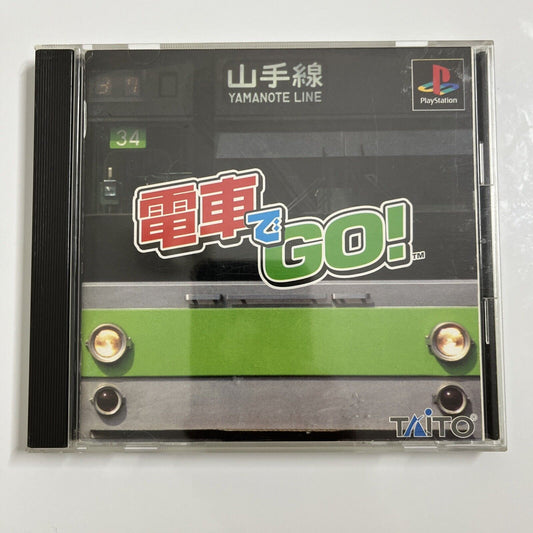 山手線
YAMANOTE LINE
PlayStation
34
電車でGO!™
TAITO®